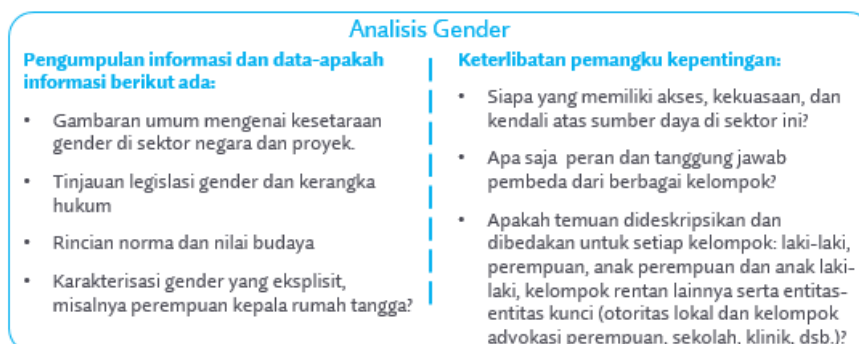 Analisis Gender
Pengumpulan informasi dan data-apakah
informasi berikut ada:
• Gambaran umum mengenai kesetaraan
gender di sektor negara dan proyek.
• Tinjauan legislasi gender dan kerangka
hukum
• Rincian norma dan nilai budaya
• Karakterisasi gender yang eksplisit,
misalnya perempuan kepala rumah tangga?
Keterlibatan pemangku kepentingan:
• Siapa yang memiliki akses, kekuasaan, dan
kendali atas sumber daya di sektor ini?
• Apa saja peran dan tanggung jawab
pembeda dari berbagai kelompok?
• Apakah temuan dideskripsikan dan
dibedakan untuk setiap kelompok: laki-laki,
perempuan, anak perempuan dan anak laki-
laki, kelompok rentan lainnya serta entitas-
entitas kunci (otoritas lokal dan kelompok
advokasi perempuan, sekolah, klinik, dsb.)?